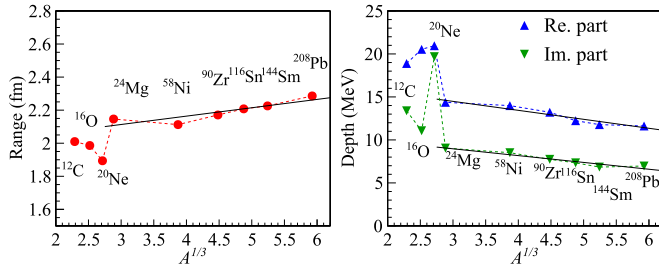 2.8
2.6
2.4
2.2
2
1.8
1.6
Range (fm)
²⁴Mg
⁵⁸Ni
⁹⁰Zr ¹¹⁶Sn ¹⁴⁴Sm
²⁰⁸Pb
¹⁶O
¹²C
²⁰Ne
2 2.5 3 3.5 4 4.5 5 5.5 6
A^{1/3}
25
20
15
10
5
0
Depth (MeV)
²⁰Ne
Re. part
Im. part
¹²C
¹⁶O
²⁴Mg
⁵⁸Ni
⁹⁰Zr ¹¹⁶Sn
¹⁴⁴Sm
²⁰⁸Pb
2 2.5 3 3.5 4 4.5 5 5.5 6
A^{1/3}